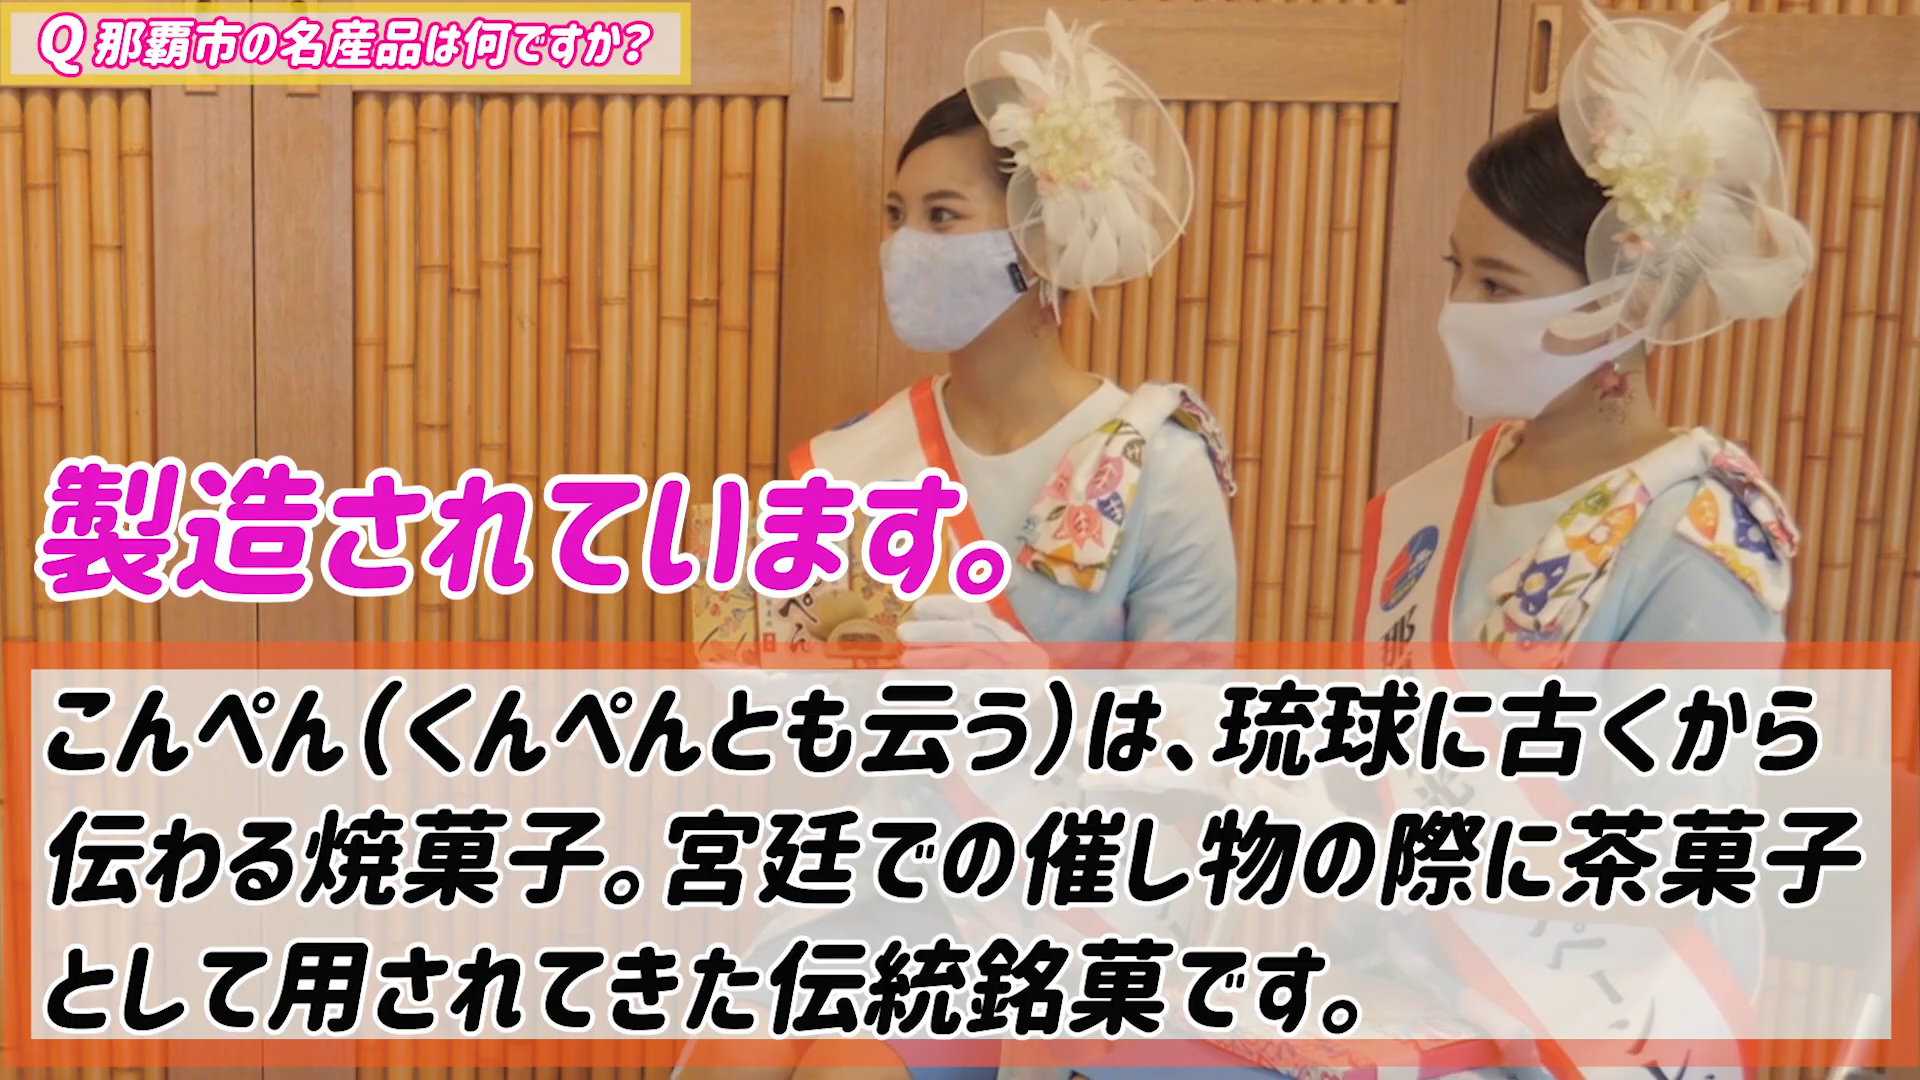 Q 那覇市の名産品は何ですか?
製造されています。
ぺん
こんぺん(くんぺんとも云う)は、琉球に古くから
伝わる焼菓子。宮廷での催し物の際に茶菓子
として用されてきた伝統銘菓です。